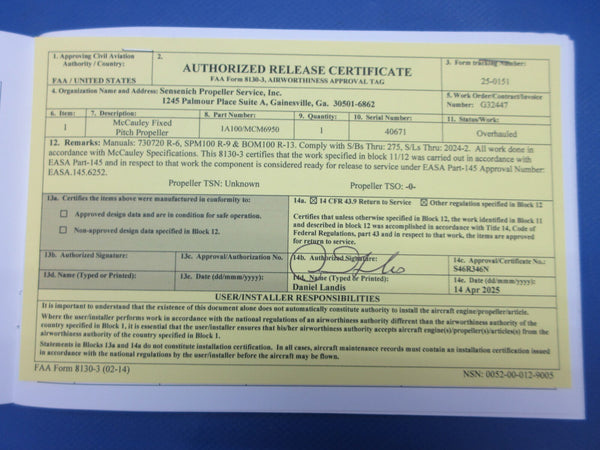 1. Approving Civil Aviation Authority / Country:
FAA / UNITED STATES
2.
AUTHORIZED RELEASE CERTIFICATE
FAA Form 8130-3, AIRWORTHINESS APPROVAL TAG
3. Form tracking Number:
25-0151
4. Organization Name and Address: Sensenich Propeller Service, Inc.
1245 Palmour Place Suite A, Gainesville, Ga. 30501-6862
5. Work Order/Contract/Invoice
Number: G32447
6. Item: 7. Description: 8. Part Number: 9. Quantity: 10. Serial Number: 11. Status/Work:
1 McCauley Fixed Pitch Propeller 1A100/MCM6950 1 40671 Overhauled
12. Remarks: Manuals: 730720 R-6, SPM100 R-9 & BOM100 R-13. Comply with S/Bs Thru: 275, S/Ls Thru: 2024-2. All work done in
accordance with McCauley Specifications. This 8130-3 certifies that the work specified in block 11/12 was carried out in accordance with
EASA Part-145 and in respect to that work the component is considered ready for release to service under EASA Part-145 Approval Number:
EASA.145.6252.
Propeller TSN: Unknown Propeller TSO: -0-
13a. Certifies the items above were manufactured in conformity to:
Approved design data and are in condition for safe operation.
Non-approved design data specified in Block 12.
14a. 14 CFR 43.9 Return to Service Other regulation specified in Block 12
Certifies that unless otherwise specified in Block 12, the work identified in Block 11
and described in block 12 was accomplished in accordance with Title 14, Code of
Federal Regulations, part 43 and in respect to that work, the items are approved
for return to service.
13b. Authorized Signature: 13c. Approval/Authorization No. 14b. Authorized Signature: 14c. Approval/Certificate No.:
S46R346N
13d. Name (Typed or Printed): 13e. Date (dd/mmm/yyyy): 14d. Name (Typed or Printed): 14e. Date (dd/mmm/yyyy):
Daniel Landis 14 Apr 2025
USER/INSTALLER RESPONSIBILITIES
It is important to understand that the existence of this document alone does not automatically constitute authority to install the aircraft engine/propeller/article.
Where the user/installer performs work in accordance with the national regulations of an airworthiness authority different than the airworthiness authority of the
country specified in Block 1, it is essential that the user/installer ensures that his/her airworthiness authority accepts aircraft engine(s)/propeller(s)/articles(s) from the
airworthiness authority of the country specified in Block 1.
Statements in Blocks 13a and 14a do not constitute installation certification. In all cases, aircraft maintenance records must contain an installation certification issued
in accordance with the national regulations by the user/installer before the aircraft may be flown.
FAA Form 8130-3 (02-14) NSN: 0052-00-012-9005